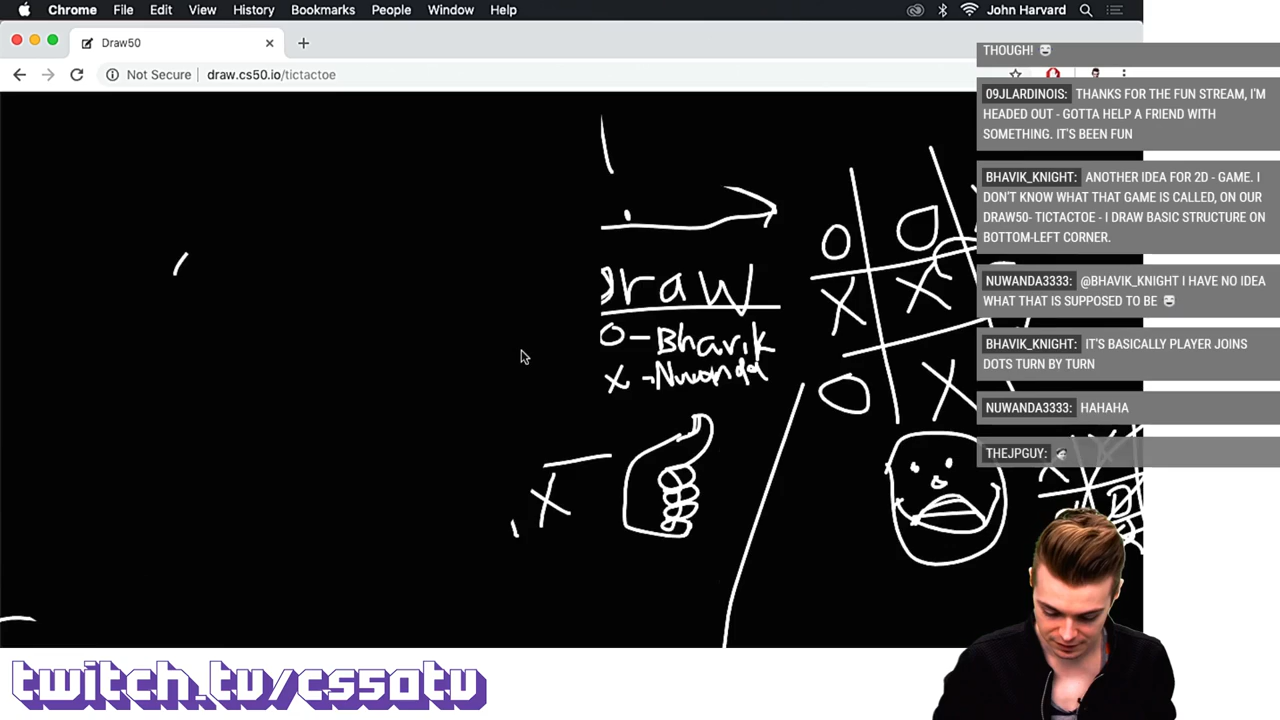 Chrome File Edit View History Bookmarks People Window Help
John Harvard
Draw50
Not Secure draw.cs50.io/tictactoe
THOUGH!
09JLARDINOIS: THANKS FOR THE FUN STREAM, I'M
HEADED OUT - GOTTA HELP A FRIEND WITH
SOMETHING. IT'S BEEN FUN
BHAVIK_KNIGHT: ANOTHER IDEA FOR 2D - GAME. I
DON'T KNOW WHAT THAT GAME IS CALLED, ON OUR
DRAW50- TICTACTOE - I DRAW BASIC STRUCTURE ON
BOTTOM-LEFT CORNER.
NUWANDA3333: @BHAVIK_KNIGHT I HAVE NO IDEA
WHAT THAT IS SUPPOSED TO BE
BHAVIK_KNIGHT: IT'S BASICALLY PLAYER JOINS
DOTS TURN BY TURN
NUWANDA3333: HAHAHA
THEJPGUY:
O O
Draw
X X
O - Bhavik
X - Nuwanda
O X
X
twitch.tv/cs50tv